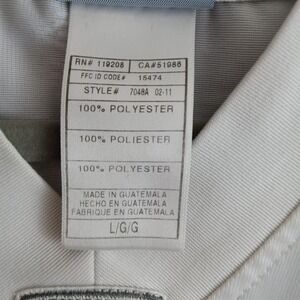 RN# 119208 CA#51988
FFC ID CODE# 15474
STYLE# 7048A 02-11
100% POLYESTER
100% POLIESTER
100% POLYESTER
MADE IN GUATEMALA
HECHO EN GUATEMALA
FABRIQUE EN GUATEMALA
L/G/G